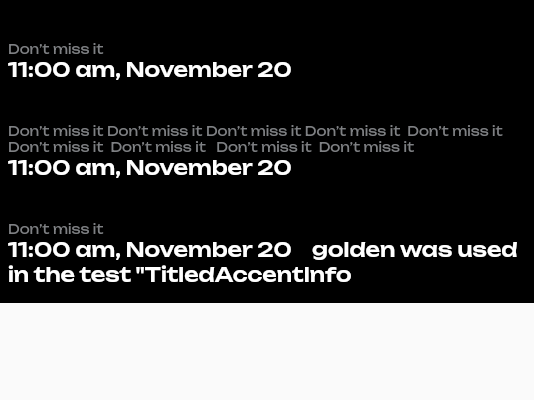 Don't miss it
11:00 am, November 20
Don't miss it Don't miss it Don't miss it Don't miss it  Don't miss it
Don't miss it  Don't miss it   Don't miss it  Don't miss it
11:00 am, November 20
Don't miss it
11:00 am, November 20    golden was used
in the test "TitledAccentInfo